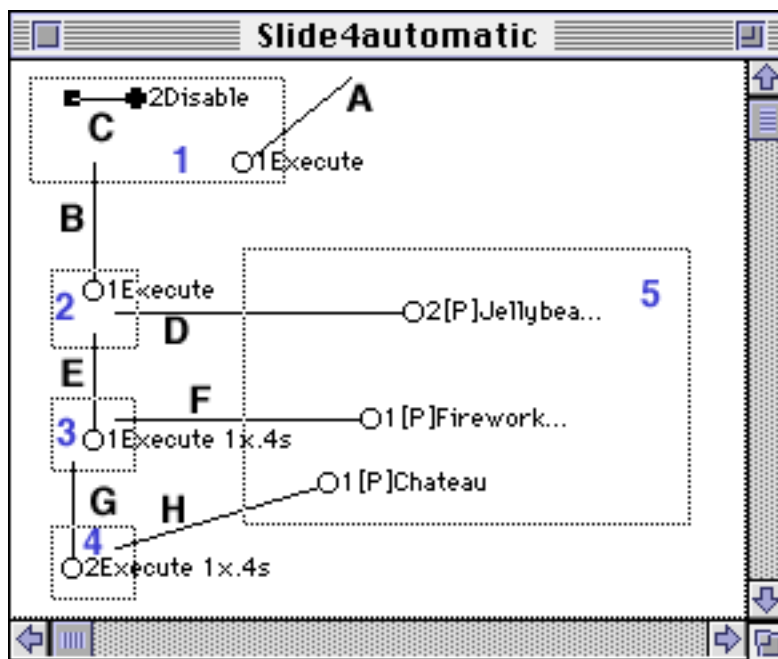 Slide4automatic
2Disable
A
C
1
1Execute
B
1Execute
2
5
2[P]Jellybea...
D
E
F
1[P]Firework...
3
1Execute 1x.4s
1[P]Chateau
G
H
4
2Execute 1x.4s